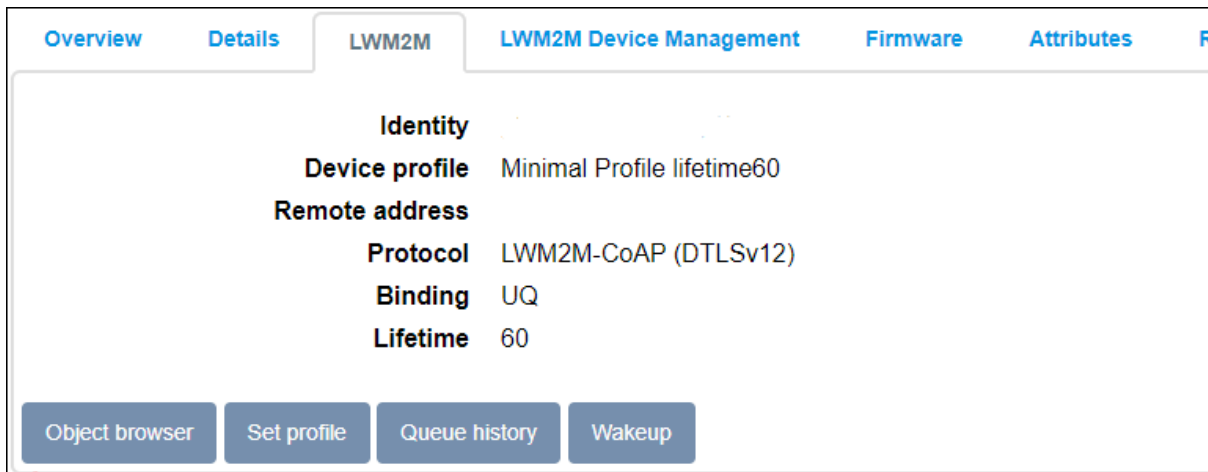 Overview Details LWM2M LWM2M Device Management Firmware Attributes
Identity
Device profile Minimal Profile lifetime60
Remote address
Protocol LWM2M-CoAP (DTLSv12)
Binding UQ
Lifetime 60
Object browser Set profile Queue history Wakeup